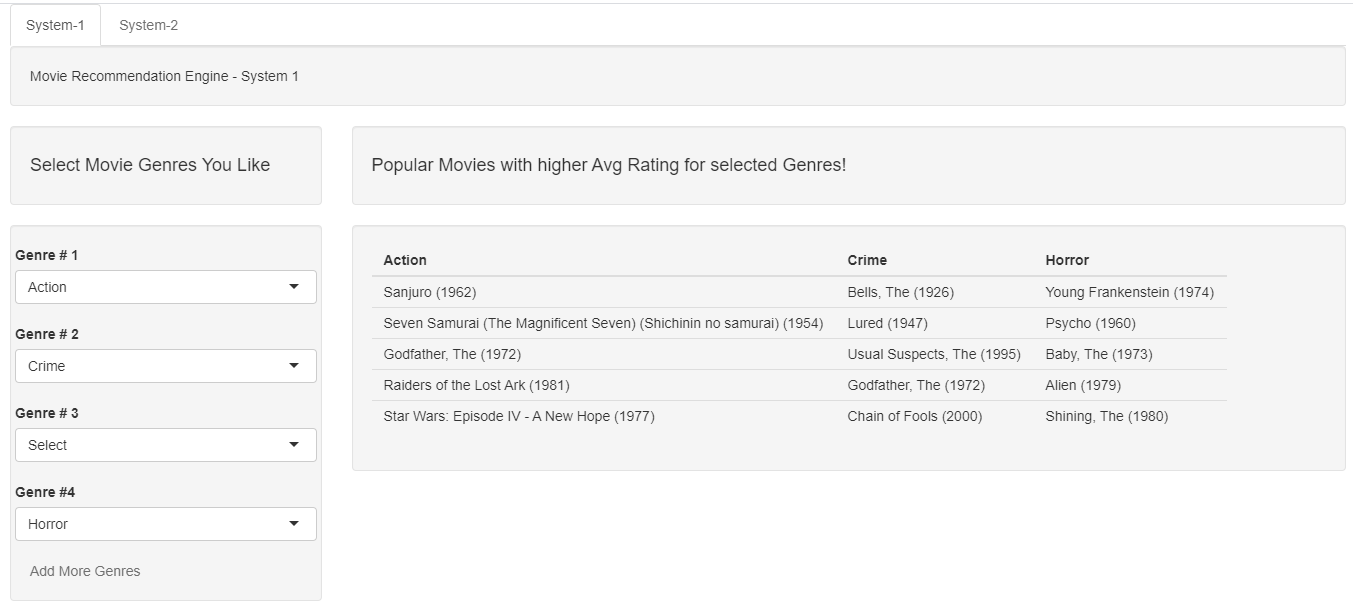 System-1 System-2
Movie Recommendation Engine - System 1
Select Movie Genres You Like
Popular Movies with higher Avg Rating for selected Genres!
Genre # 1
Action
Genre # 2
Crime
Genre # 3
Select
Genre #4
Horror
Add More Genres
Action Crime Horror
Sanjuro (1962) Bells, The (1926) Young Frankenstein (1974)
Seven Samurai (The Magnificent Seven) (Shichinin no samurai) (1954) Lured (1947) Psycho (1960)
Godfather, The (1972) Usual Suspects, The (1995) Baby, The (1973)
Raiders of the Lost Ark (1981) Godfather, The (1972) Alien (1979)
Star Wars: Episode IV - A New Hope (1977) Chain of Fools (2000) Shining, The (1980)